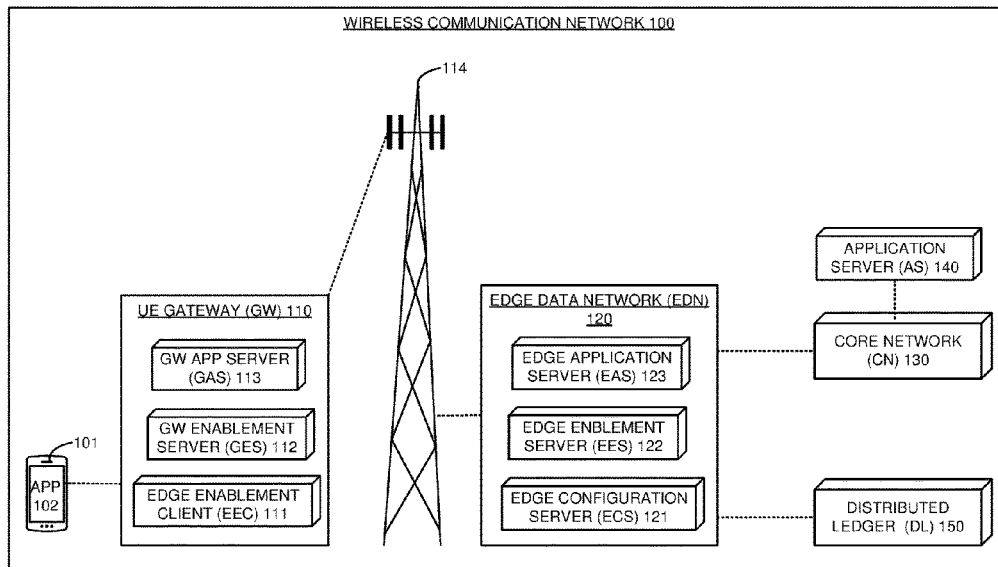 WIRELESS COMMUNICATION NETWORK 100
114
APPLICATION
SERVER (AS) 140
UE GATEWAY (GW) 110
GW APP SERVER
(GAS) 113
GW ENABLEMENT
SERVER (GES) 112
EDGE ENABLEMENT
CLIENT (EEC) 111
EDGE DATA NETWORK (EDN)
120
EDGE APPLICATION
SERVER (EAS) 123
EDGE ENBLEMENT
SERVER (EES) 122
EDGE CONFIGURATION
SERVER (ECS) 121
CORE NETWORK
(CN) 130
101
APP
102
DISTRIBUTED
LEDGER (DL) 150